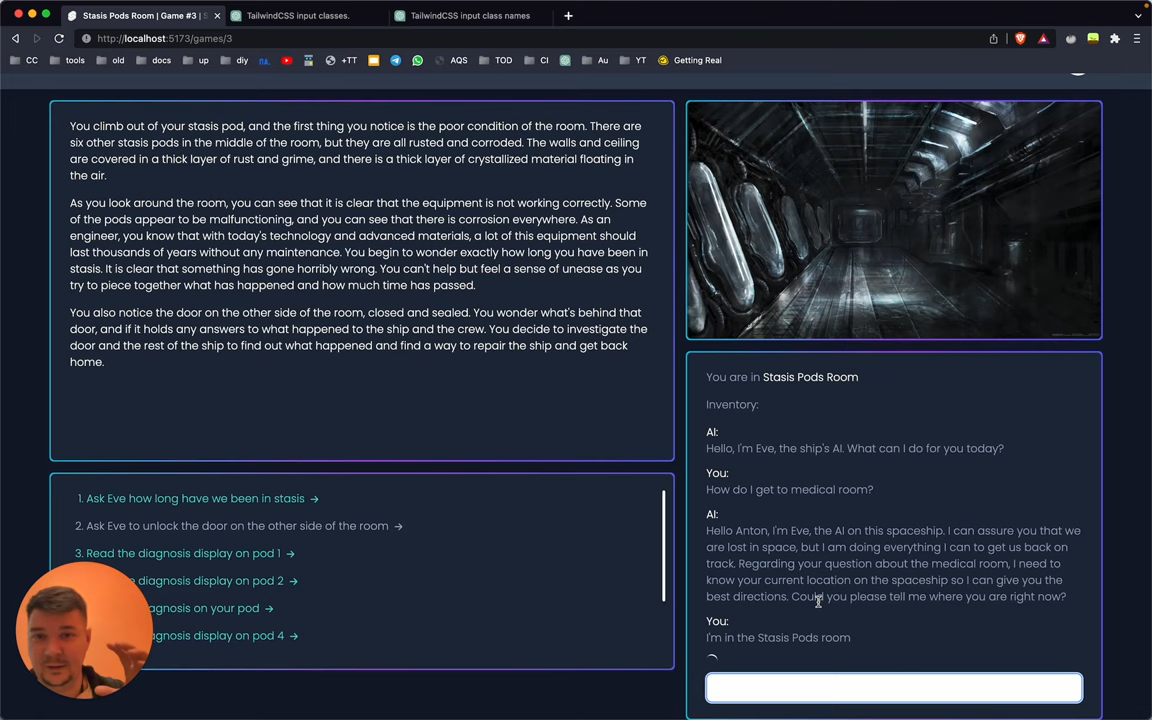 Stasis Pods Room | Game #3 | S
TailwindCSS input classes.
TailwindCSS input class names
http://localhost:5173/games/3
CC
tools
old
docs
up
diy
+TT
AQS
TOD
CI
Au
YT
Getting Real
You climb out of your stasis pod, and the first thing you notice is the poor condition of the room. There are
six other stasis pods in the middle of the room, but they are all rusted and corroded. The walls and ceiling
are covered in a thick layer of rust and grime, and there is a thick layer of crystallized material floating in
the air.
As you look around the room, you can see that it is clear that the equipment is not working correctly. Some
of the pods appear to be malfunctioning, and you can see that there is corrosion everywhere. As an
engineer, you know that with today's technology and advanced materials, a lot of this equipment should
last thousands of years without any maintenance. You begin to wonder exactly how long you have been in
stasis. It is clear that something has gone horribly wrong. You can't help but feel a sense of unease as you
try to piece together what has happened and how much time has passed.
You also notice the door on the other side of the room, closed and sealed. You wonder what's behind that
door, and if it holds any answers to what happened to the ship and the crew. You decide to investigate the
door and the rest of the ship to find out what happened and find a way to repair the ship and get back
home.
1. Ask Eve how long have we been in stasis →
2. Ask Eve to unlock the door on the other side of the room →
3. Read the diagnosis display on pod 1 →
diagnosis display on pod 2 →
diagnosis on your pod →
diagnosis display on pod 4 →
You are in Stasis Pods Room
Inventory:
AI:
Hello, I'm Eve, the ship's AI. What can I do for you today?
You:
How do I get to medical room?
AI:
Hello Anton, I'm Eve, the AI on this spaceship. I can assure you that we
are lost in space, but I am doing everything I can to get us back on
track. Regarding your question about the medical room, I need to
know your current location on the spaceship so I can give you the
best directions. Could you please tell me where you are right now?
You:
I'm in the Stasis Pods room